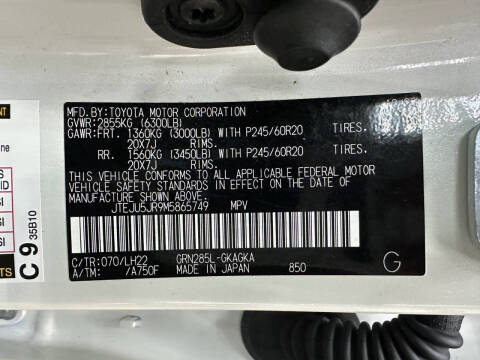 MFD.BY:TOYOTA MOTOR CORPORATION
GVWR:2855KG (6300LB)
GAWR:FRT. 1360KG (3000LB) WITH P245/60R20 TIRES.
20X7J RIMS.
RR. 1560KG (3450LB) WITH P245/60R20 TIRES.
20X7J RIMS.
THIS VEHICLE CONFORMS TO ALL APPLICABLE FEDERAL MOTOR
VEHICLE SAFETY STANDARDS IN EFFECT ON THE DATE OF
MANUFACTURE SHOWN ABOVE.
JTEJU5JR9M5865749 MPV
C/TR:070/LH22 GRN285L-GKAGKA
A/TM: /A750F MADE IN JAPAN 850
G
C 9 35B10